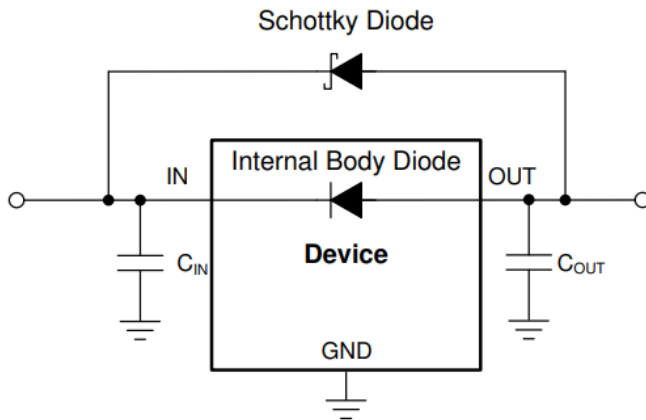 Schottky Diode
Internal Body Diode
IN
OUT
Device
CIN
COUT
GND